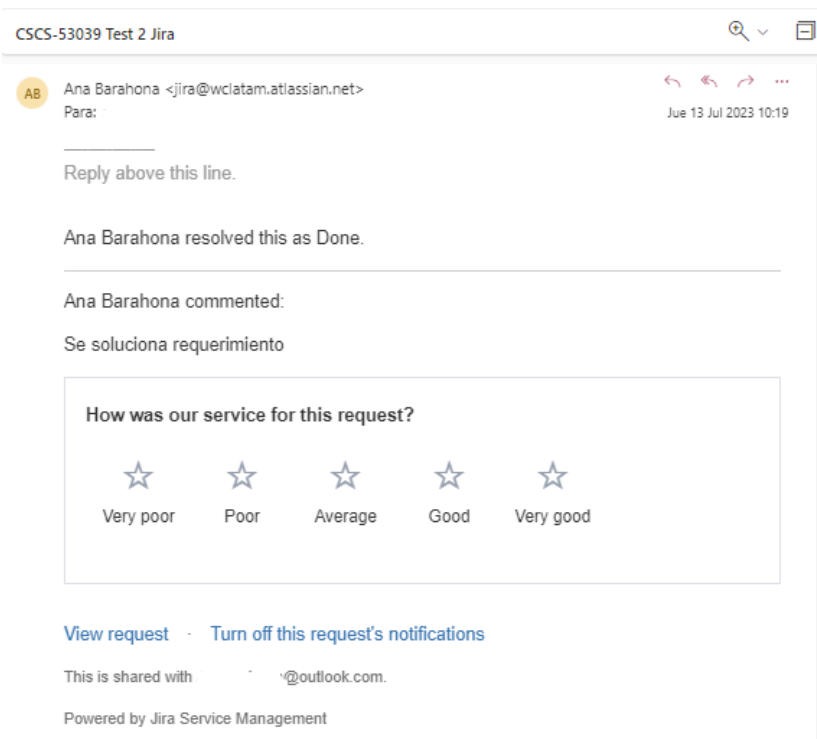 CSCS-53039 Test 2 Jira
AB
Ana Barahona <jira@wclatam.atlassian.net>
Para:
Jue 13 Jul 2023 10:19
Reply above this line.
Ana Barahona resolved this as Done.
Ana Barahona commented:
Se soluciona requerimiento
How was our service for this request?
Very poor Poor Average Good Very good
View request · Turn off this request's notifications
This is shared with @outlook.com.
Powered by Jira Service Management